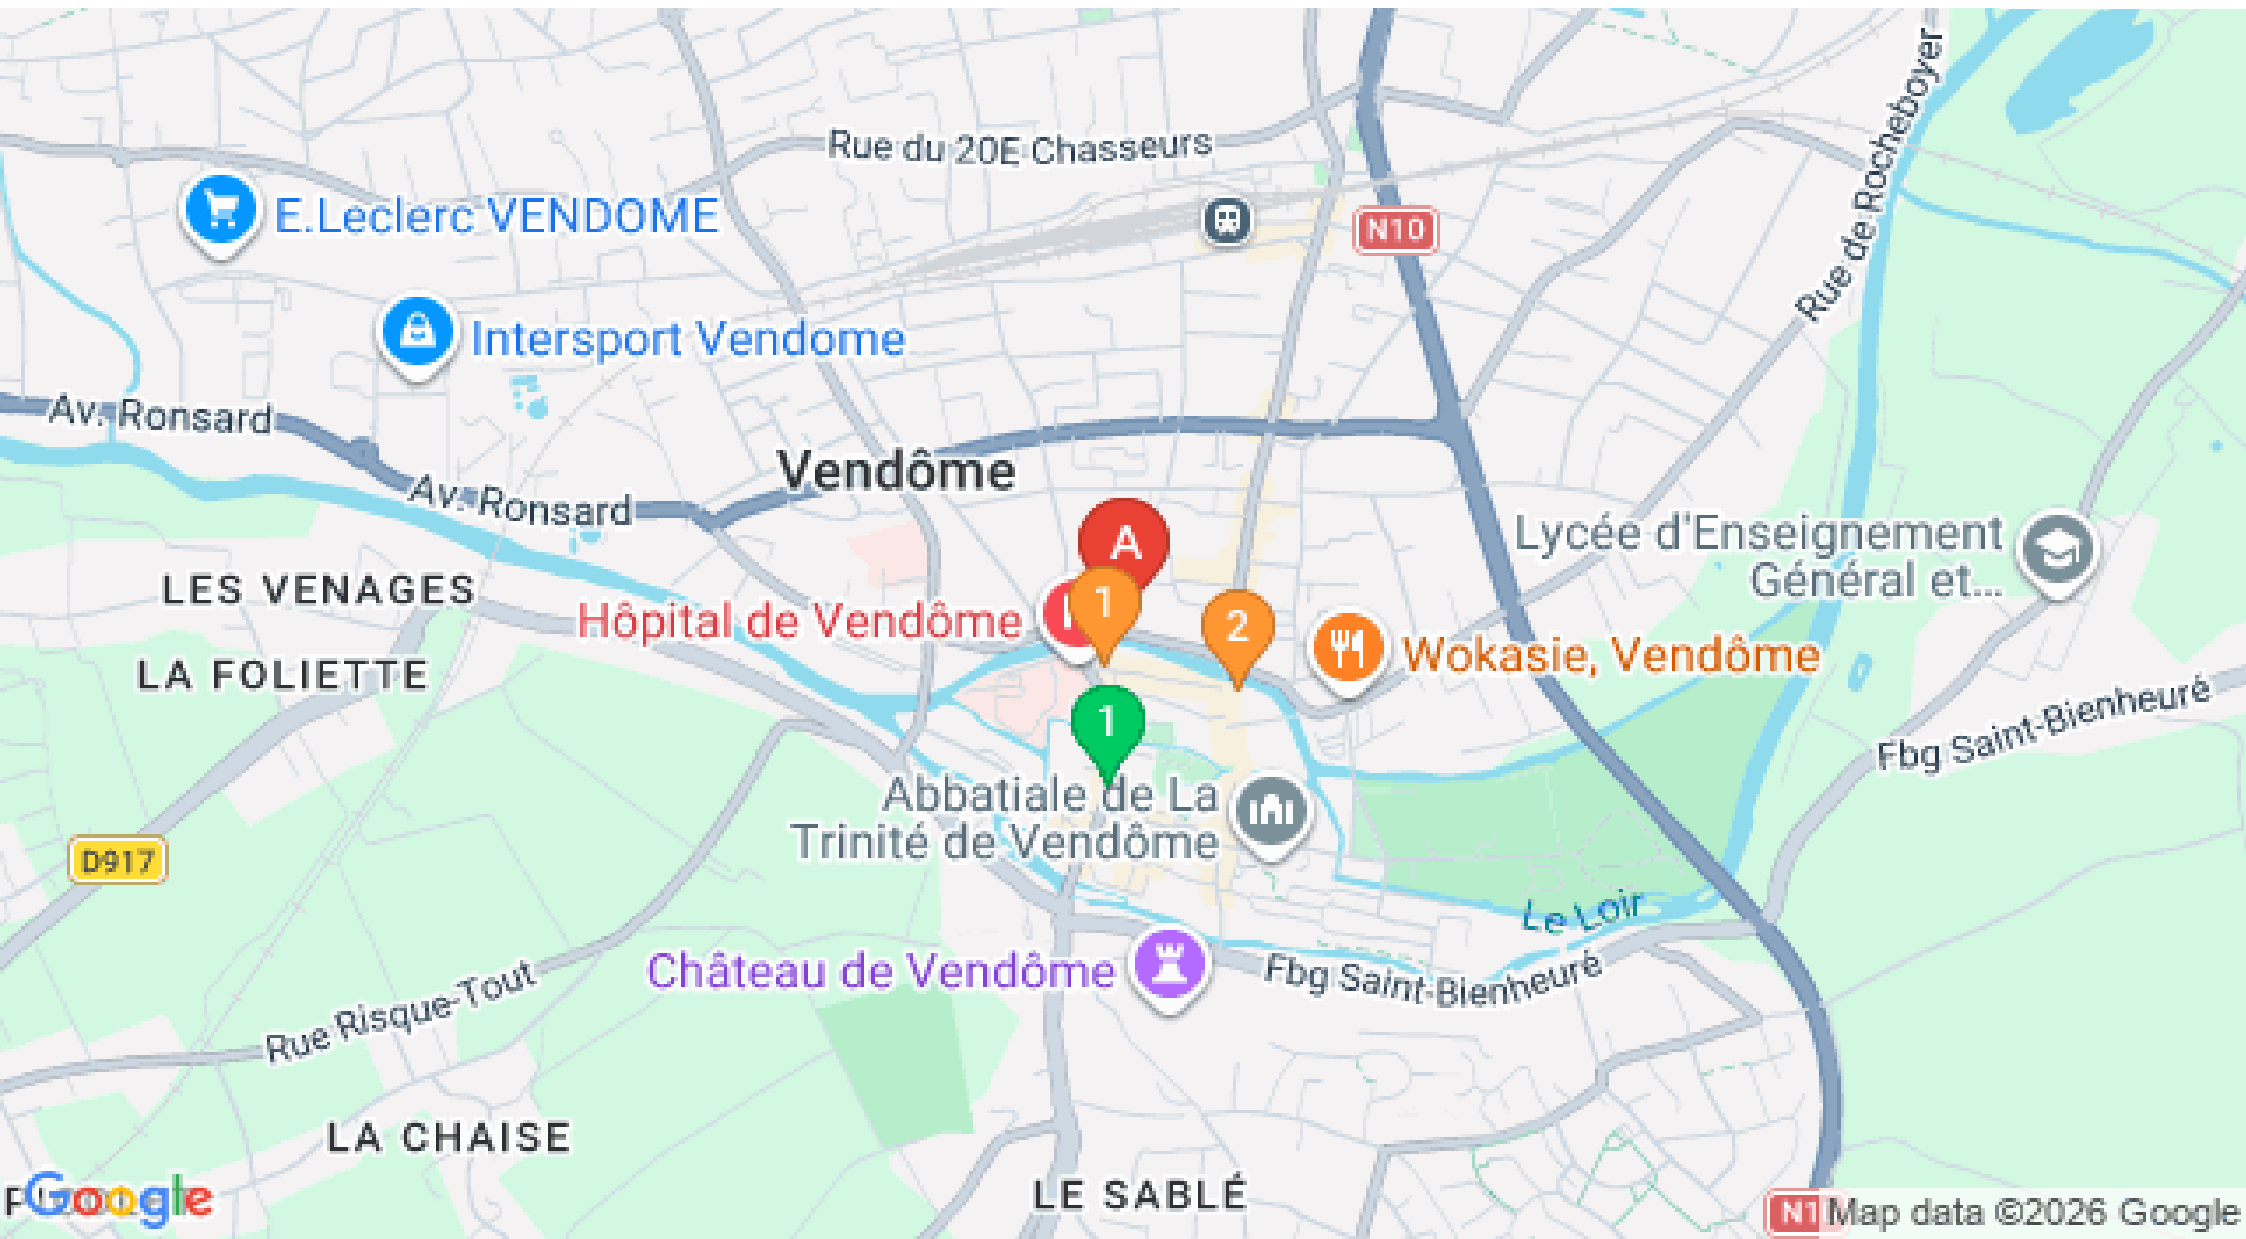 Rue du 20E Chasseurs
Rue de Rocheboyer
E.Leclerc VENDOME
N10
Intersport Vendome
Av. Ronsard
Vendôme
Av. Ronsard
A
Lycée d'Enseignement
Général et...
LES VENAGES
Hôpital de Vendôme
1
2
Wokasie, Vendôme
LA FOLIETTE
1
Fbg Saint-Bienheuré
Abbatiale de La
Trinité de Vendôme
D917
Le Loir
Château de Vendôme
Fbg Saint-Bienheuré
Rue Risque-Tout
LA CHAISE
LE SABLÉ
Google
N1
Map data ©2026 Google